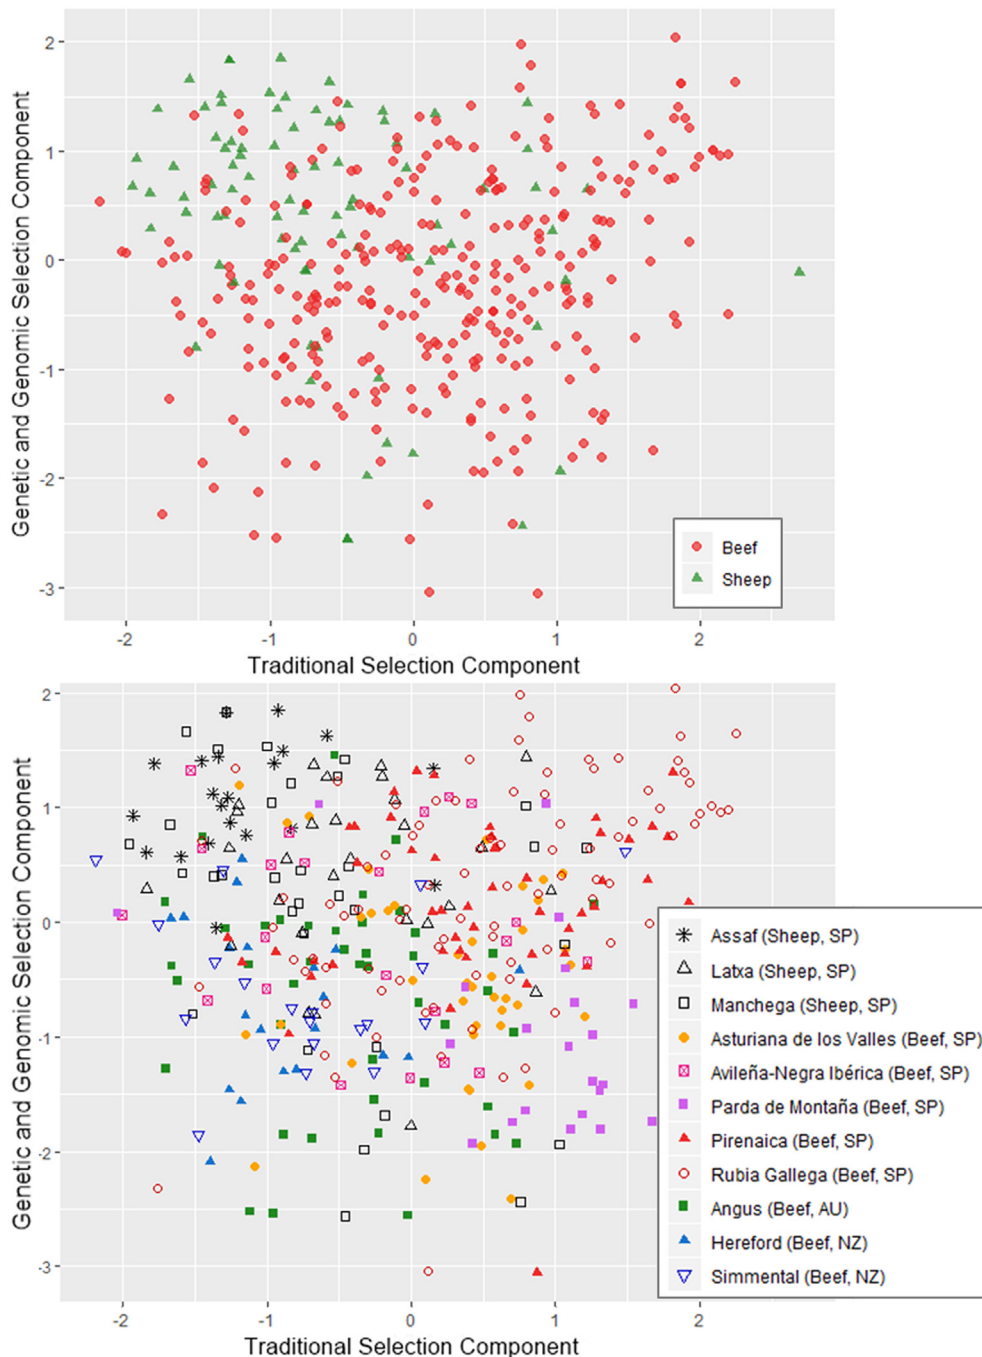 Genetic and Genomic Selection Component
2
1
0
-1
-2
-3
-2
-1
0
1
2
Traditional Selection Component
Beef
Sheep
Genetic and Genomic Selection Component
2
1
0
-1
-2
-3
-2
-1
0
1
2
Traditional Selection Component
Assaf (Sheep, SP)
Latxa (Sheep, SP)
Manchega (Sheep, SP)
Asturiana de los Valles (Beef, SP)
Avileña-Negra Ibérica (Beef, SP)
Parda de Montaña (Beef, SP)
Pirenaica (Beef, SP)
Rubia Gallega (Beef, SP)
Angus (Beef, AU)
Hereford (Beef, NZ)
Simmental (Beef, NZ)